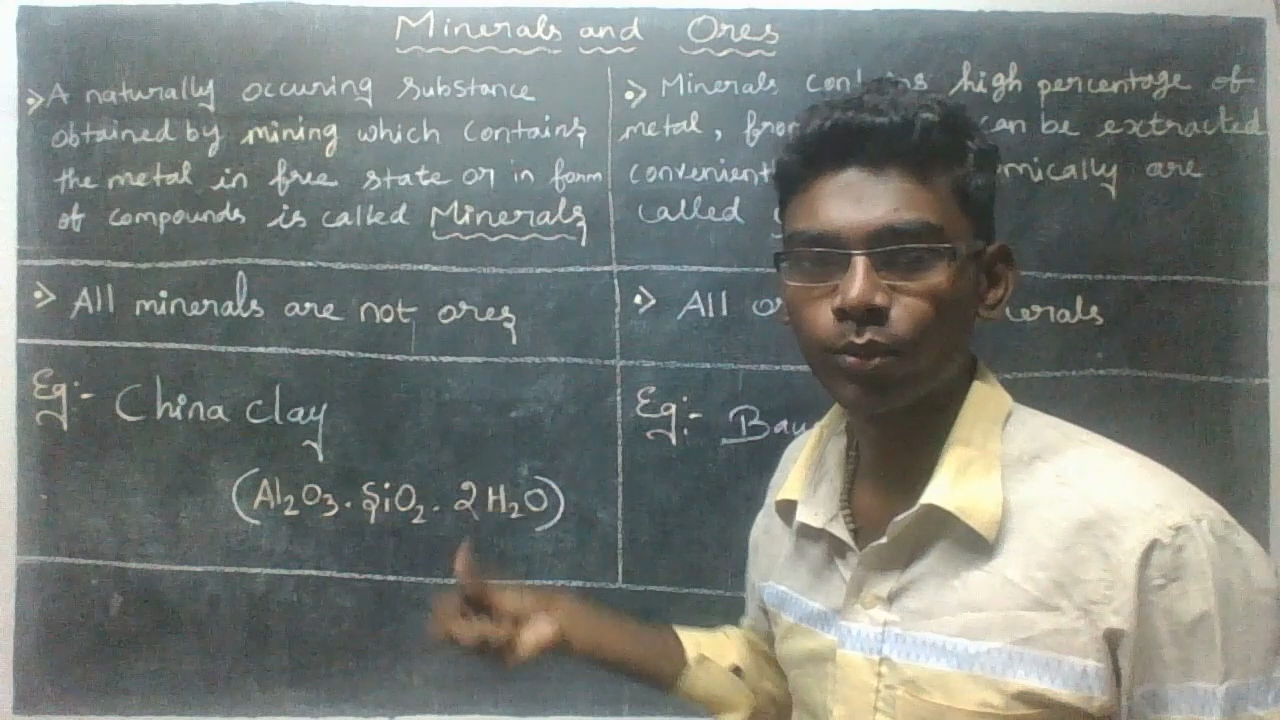 Minerals and Ores
⋗ A naturally occuring substance
obtained by mining which contains
the metal in free state or in form
of compounds is called Minerals
⋗ Minerals high percentage of
metal, can be extracted
are
called
⋗ All minerals are not ores
⋗ All
Eg:- China clay
(Al₂O₃.SiO₂.2H₂O)
Eg:-